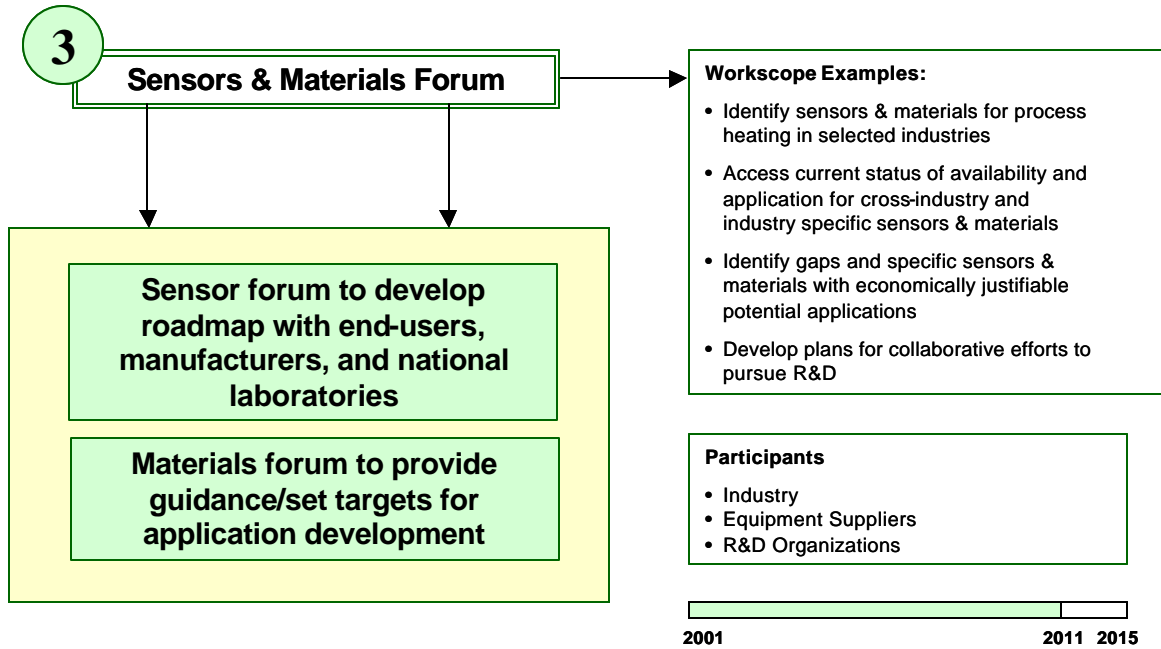 3
Sensors & Materials Forum
Sensor forum to develop
roadmap with end-users,
manufacturers, and national
laboratories
Materials forum to provide
guidance/set targets for
application development
Workscope Examples:
• Identify sensors & materials for process
heating in selected industries
• Access current status of availability and
application for cross-industry and
industry specific sensors & materials
• Identify gaps and specific sensors &
materials with economically justifiable
potential applications
• Develop plans for collaborative efforts to
pursue R&D
Participants
• Industry
• Equipment Suppliers
• R&D Organizations
2001 2011 2015